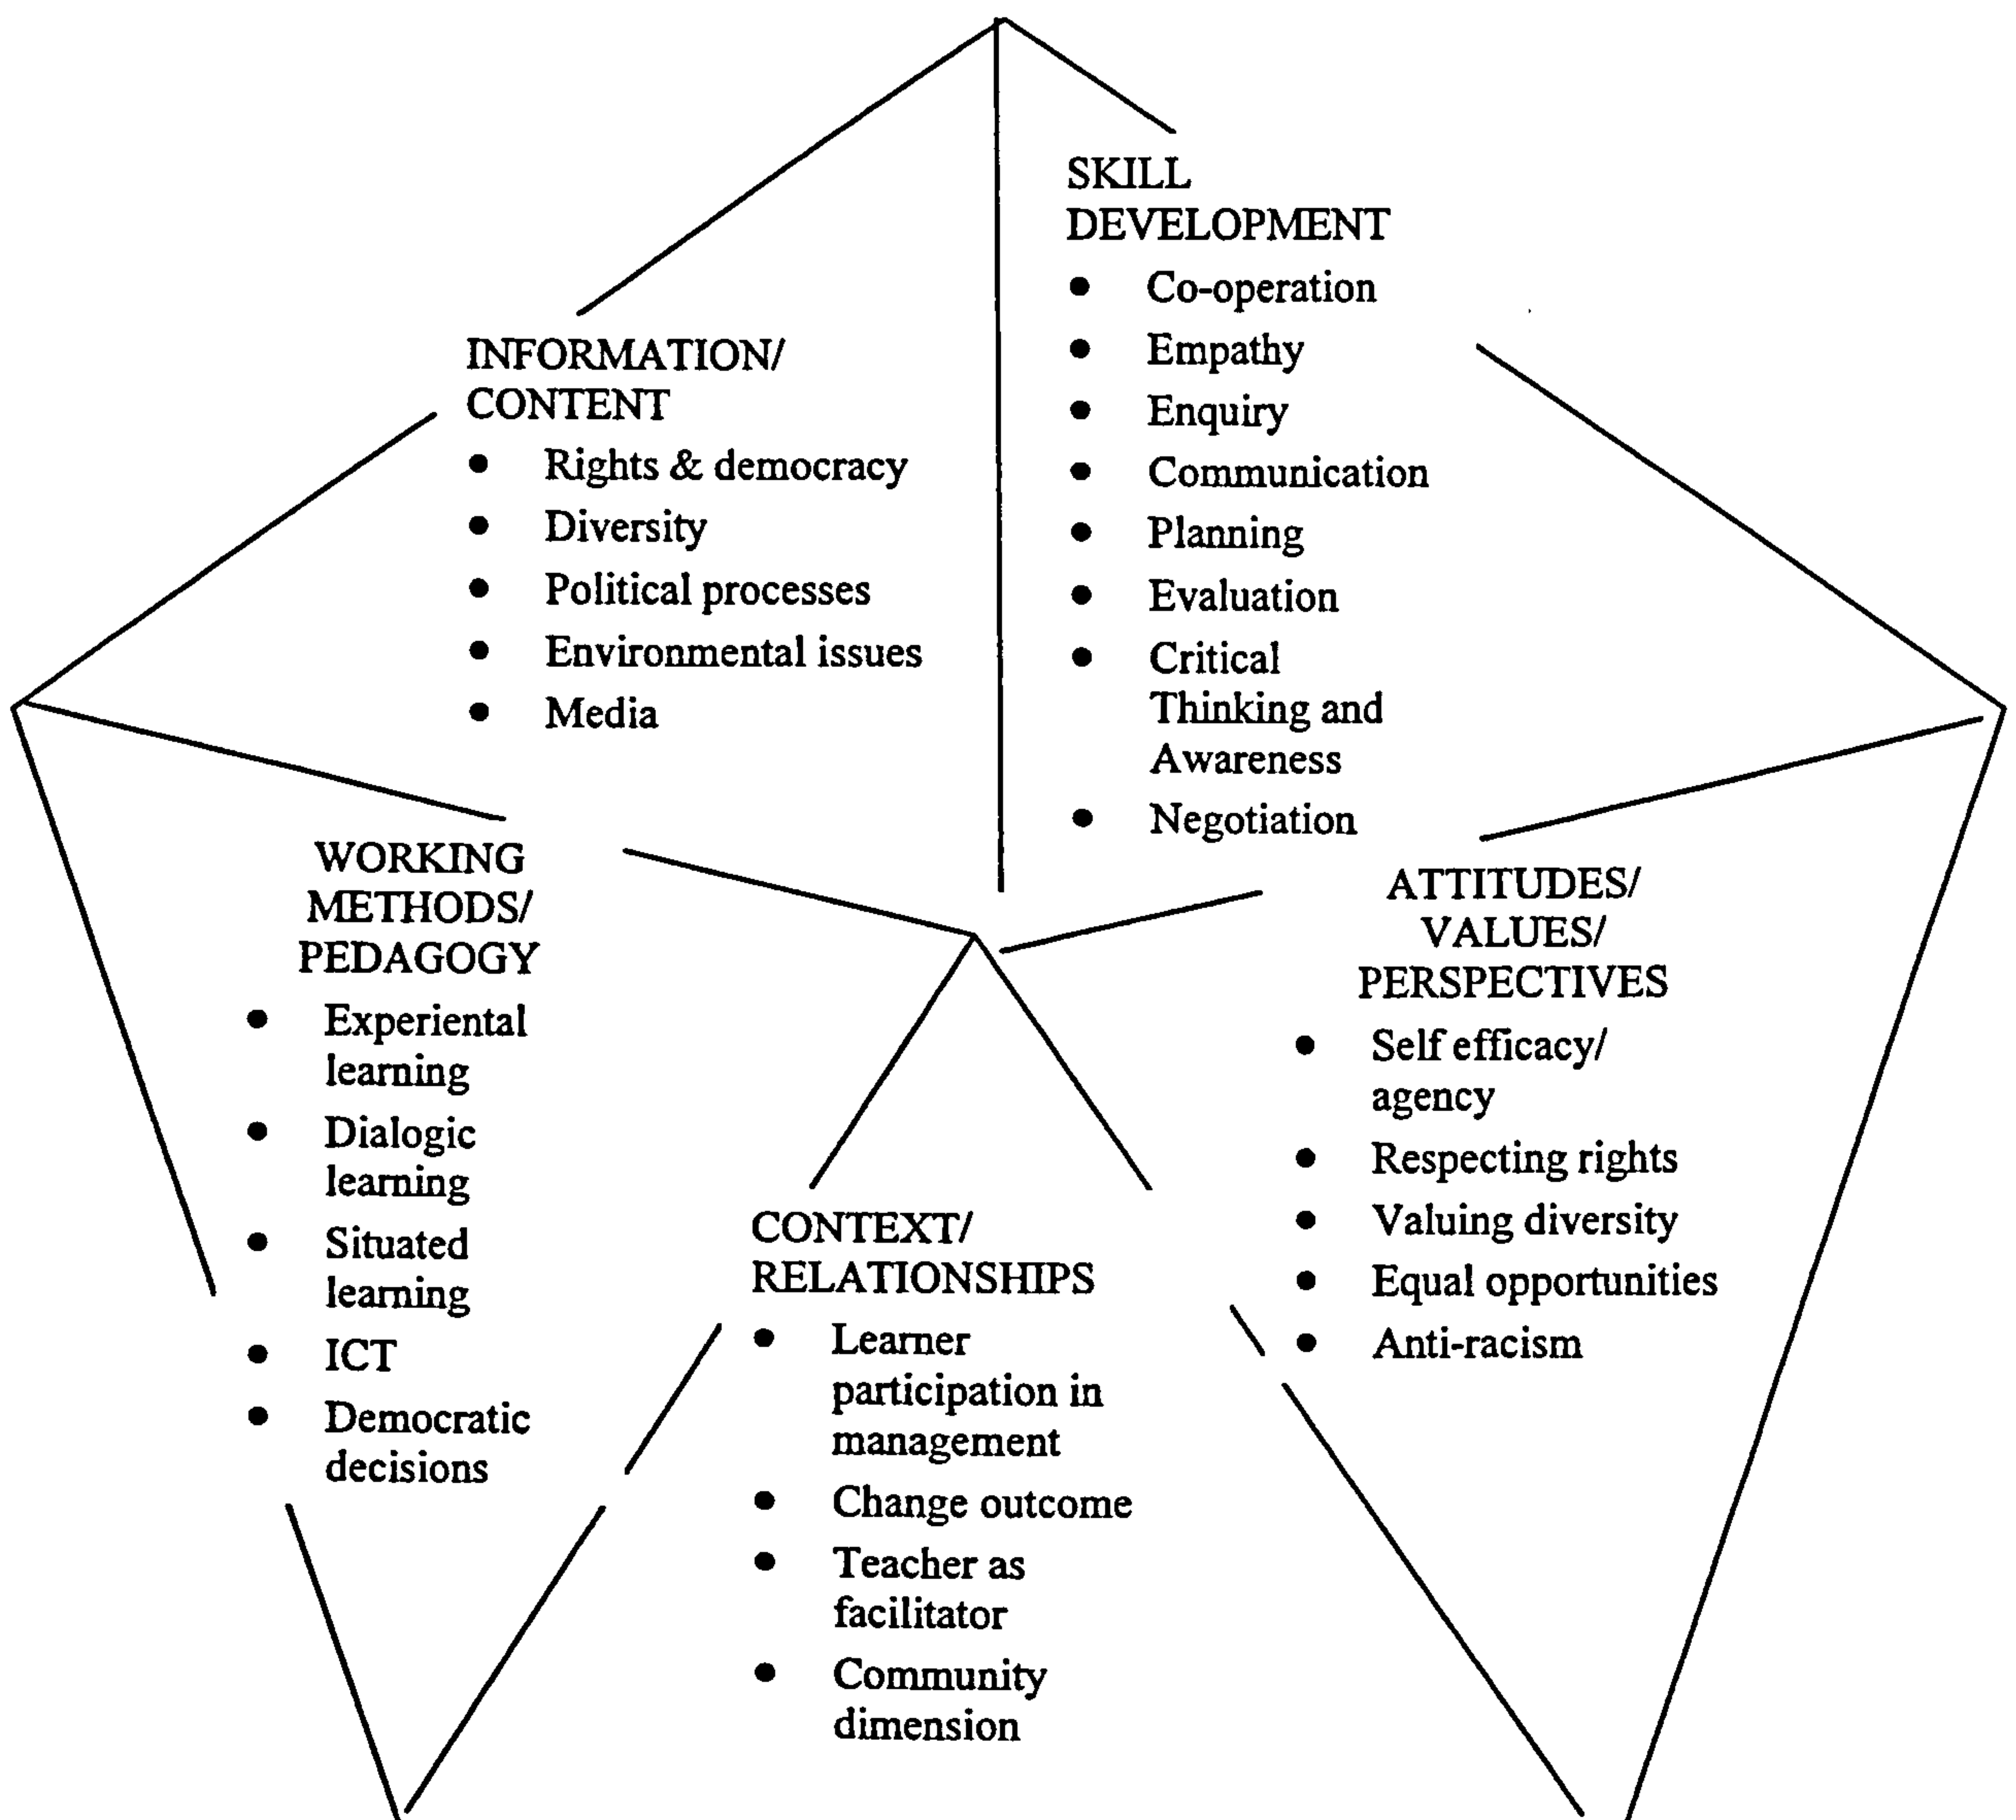 SKILL
DEVELOPMENT
• Co-operation
• Empathy
• Enquiry
• Communication
• Planning
• Evaluation
• Critical
Thinking and
Awareness
• Negotiation
INFORMATION/
CONTENT
• Rights & democracy
• Diversity
• Political processes
• Environmental issues
• Media
WORKING
METHODS/
PEDAGOGY
• Experiental
learning
• Dialogic
learning
• Situated
learning
• ICT
• Democratic
decisions
CONTEXT/
RELATIONSHIPS
• Learner
participation in
management
• Change outcome
• Teacher as
facilitator
• Community
dimension
ATTITUDES/
VALUES/
PERSPECTIVES
• Self efficacy/
agency
• Respecting rights
• Valuing diversity
• Equal opportunities
• Anti-racism